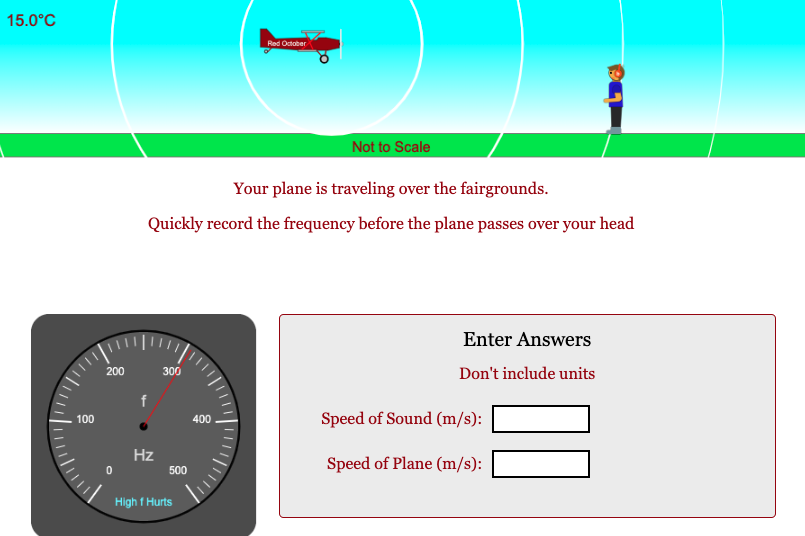 15.0°C
Red October
Not to Scale
Your plane is traveling over the fairgrounds.
Quickly record the frequency before the plane passes over your head
Enter Answers
Don't include units
Speed of Sound (m/s):
Speed of Plane (m/s):
200
300
f
100
400
Hz
0
500
High f Hurts